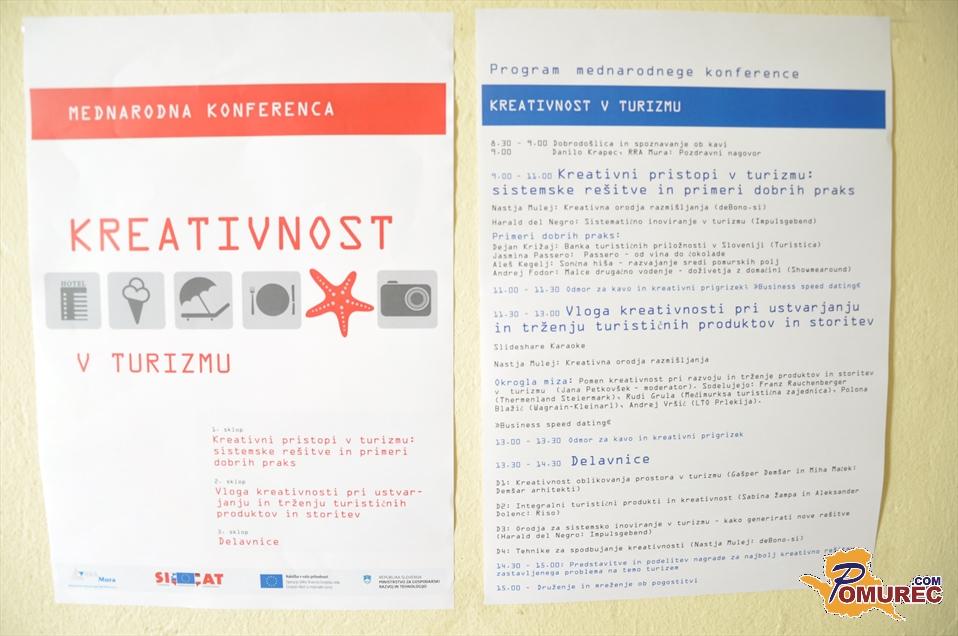 MEDNARODNA KONFERENCA
KREATIVNOST
HOTEL
V TURIZMU
1. sklop
Kreativni pristopi v turizmu:
sistemske rešitve in primeri
dobrih praks
2. sklop
Vloga kreativnosti pri ustvar-
janju in trženju turističnih
produktov in storitev
3. sklop
Delavnice
Mura
REPUBLIKA SLOVENIJA
MINISTRSTVO ZA GOSPODARSKI
RAZVOJ IN TEHNOLOGIJO
Program mednarodnege konference
KREATIVNOST V TURIZMU
8.30 - 9.00 Dobrodošlica in spoznavanje ob kavi
9.00 Danilo Krapec, RRA Mura: Pozdravni nagovor
9.00 - 11.00 Kreativni pristopi v turizmu:
sistemske rešitve in primeri dobrih praks
Nastja Mulej: Kreativna orodja razmišljanja (deBono.si)
Harald del Negro: Sistematično inoviranje v turizmu (Impulsgebend)
Primeri dobrih praks:
Dejan Križaj: Banka turističnih priložnosti v Sloveniji (Turistica)
Jasmina Passero: Passero - od vina do čokolade
Aleš Kegelj: Sončna hiša - razvajanje sredi pomurskih polj
Andrej Fodor: Malce drugačno vodenje - doživetja z domačini (Showmearound)
11.00 - 11.30 Odmor za kavo in kreativni prigrizek; »Business speed dating«
11.30 - 13.00 Vloga kreativnosti pri ustvarjanju
in trženju turističnih produktov in storitev
Slideshare Karaoke
Nastja Mulej: Kreativna orodja razmišljanja
Okrogla miza: Pomen kreativnost pri razvoju in trženje produktov in storitev
v turizmu (Jana Petkovšek - moderator). Sodelujejo: Franz Rauchenberger
(Thermenland Steiermark), Rudi Grula (Međimurska turistična zajednica), Polona
Blažič (Wagrain-Kleinarl), Andrej Vršič (LTO Prlekija).
»Business speed dating«
13.00 - 13.30 Odmor za kavo in kreativni prigrizek
13.30 - 14.30 Delavnice
D1: Kreativnost oblikovanja prostora v turizmu (Gašper Demšar in Miha Maček:
Demšar arhitekti)
D2: Integralni turistični produkti in kreativnost (Sabina Žampa in Aleksander
Dolenc: Riso)
D3: Orodja za sistemsko inoviranje v turizmu - kako generirati nove rešitve
(Harald del Negro: Impulsgebend)
D4: Tehnike za spodbujanje kreativnosti (Nastja Mulej: deBono.si)
14.30 - 15.00: Predstavitve in podelitev nagrade za najbolj kreativno
zastavljenega problema na temo turizem
15.00 - Druženje in mreženje ob pogostitvi
POMUREC.COM